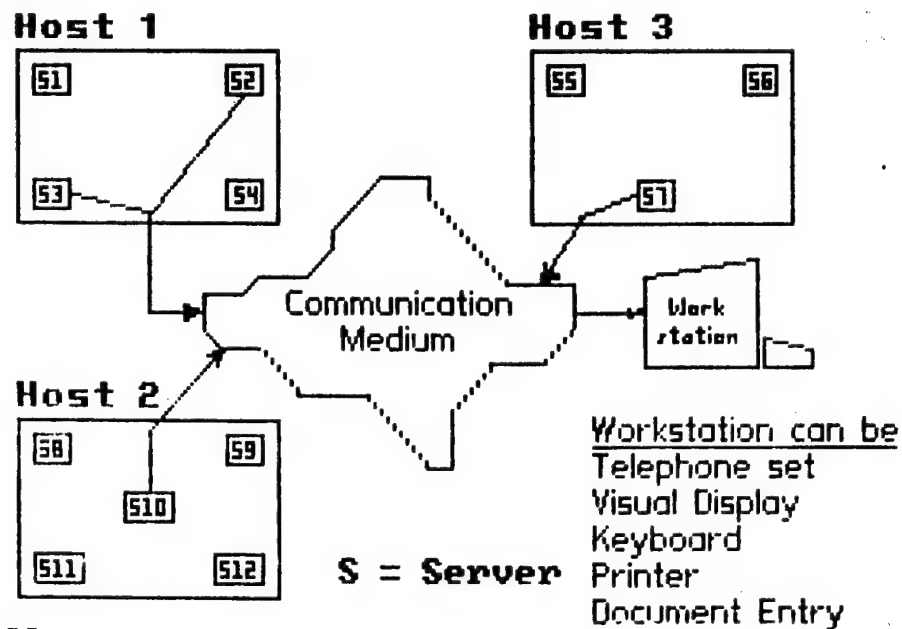 Host 1
S1
S2
S3
S4
Host 3
S5
S6
S7
Communication
Medium
Work
station
Host 2
S8
S9
S10
S11
S12
S = Server
Workstation can be
Telephone set
Visual Display
Keyboard
Printer
Document Entry